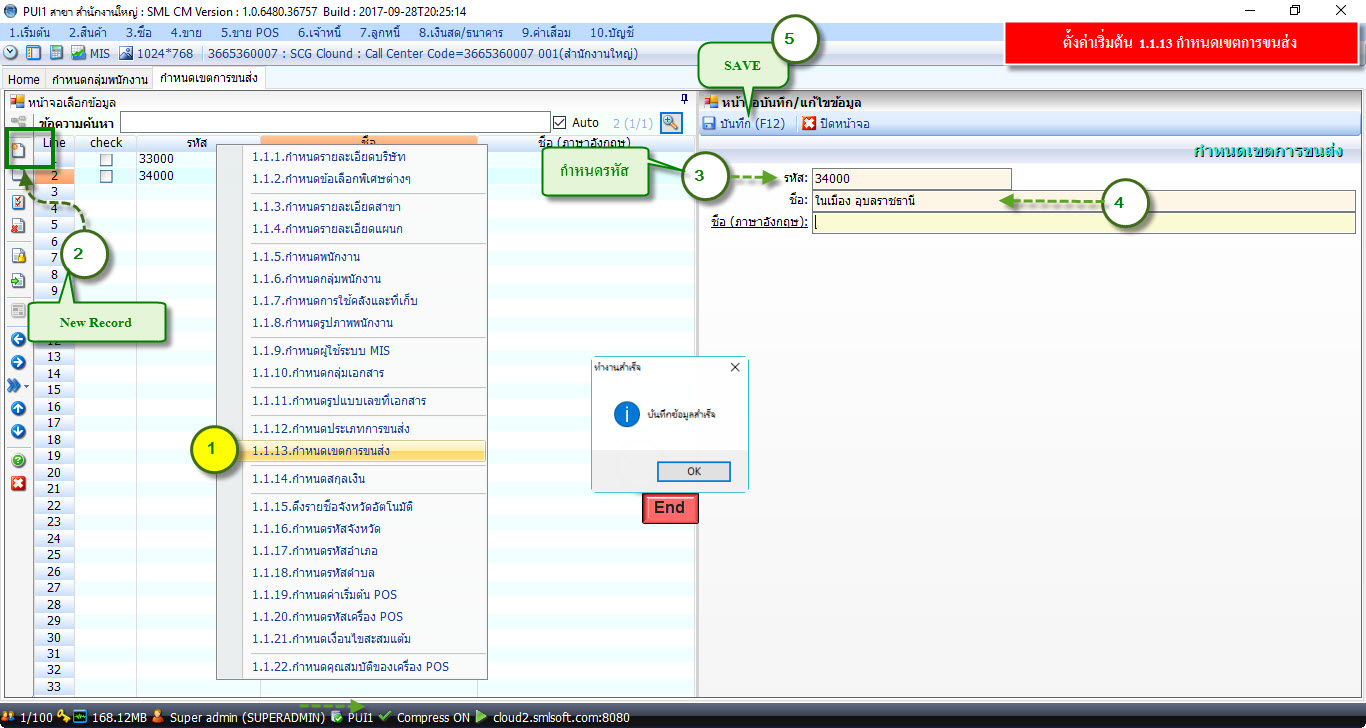 PUI1 สาขา สำนักงานใหญ่ : SML CM Version : 1.0.6480.36757 Build : 2017-09-28T20:25:14
1.เริ่มต้น 2.สินค้า 3.ซื้อ 4.ขาย 5.ขาย POS 6.เจ้าหนี้ 7.ลูกหนี้ 8.เงินสด/ธนาคาร 9.ค่าเสื่อม 10.บัญชี
ตั้งค่าเริ่มต้น 1.1.13 กำหนดเขตการขนส่ง
MIS 1024*768 3665360007 : SCG Clound : Call Center Code=3665360007 001(สำนักงานใหญ่)
5
SAVE
Home กำหนดกลุ่มพนักงาน กำหนดเขตการขนส่ง
หน้าจอเลือกข้อมูล
ข้อความค้นหา Auto 2 (1/1)
Line check รหัส ชื่อ ชื่อ (ภาษาอังกฤษ)
33000
2 34000
3
4
5
6
7
8
9
12
13
14
15
16
17
18
19
20
21
22
23
24
25
26
27
28
29
30
31
32
33
2
New Record
1.1.1.กำหนดรายละเอียดบริษัท
1.1.2.กำหนดข้อเลือกพิเศษต่างๆ
1.1.3.กำหนดรายละเอียดสาขา
1.1.4.กำหนดรายละเอียดแผนก
1.1.5.กำหนดพนักงาน
1.1.6.กำหนดกลุ่มพนักงาน
1.1.7.กำหนดการใช้คลังและที่เก็บ
1.1.8.กำหนดรูปภาพพนักงาน
1.1.9.กำหนดผู้ใช้ระบบ MIS
1.1.10.กำหนดกลุ่มเอกสาร
1.1.11.กำหนดรูปแบบเลขที่เอกสาร
1.1.12.กำหนดประเภทการขนส่ง
1
1.1.13.กำหนดเขตการขนส่ง
1.1.14.กำหนดสกุลเงิน
1.1.15.ดึงรายชื่อจังหวัดอัตโนมัติ
1.1.16.กำหนดรหัสจังหวัด
1.1.17.กำหนดรหัสอำเภอ
1.1.18.กำหนดรหัสตำบล
1.1.19.กำหนดค่าเริ่มต้น POS
1.1.20.กำหนดรหัสเครื่อง POS
1.1.21.กำหนดเงื่อนไขสะสมแต้ม
1.1.22.กำหนดคุณสมบัติของเครื่อง POS
หน้าจอบันทึก/แก้ไขข้อมูล
บันทึก (F12) ปิดหน้าจอ
กำหนดเขตการขนส่ง
กำหนดรหัส
3
รหัส: 34000
ชื่อ: ในเมือง อุบลราชธานี
4
ชื่อ (ภาษาอังกฤษ):
ทำงานสำเร็จ
บันทึกข้อมูลสำเร็จ
OK
End
1/100 168.12MB Super admin (SUPERADMIN) PUI1 Compress ON cloud2.smlsoft.com:8080